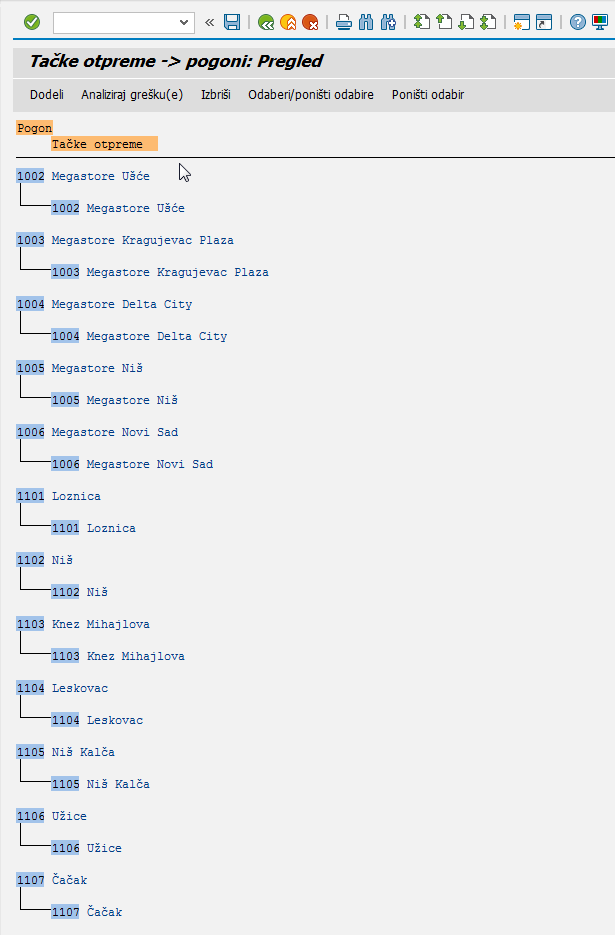 Tačke otpreme -> pogoni: Pregled
Dodeli Analiziraj grešku(e) Izbriši Odaberi/poništi odabire Poništi odabir
Pogon
Tačke otpreme
1002 Megastore Ušće
1002 Megastore Ušće
1003 Megastore Kragujevac Plaza
1003 Megastore Kragujevac Plaza
1004 Megastore Delta City
1004 Megastore Delta City
1005 Megastore Niš
1005 Megastore Niš
1006 Megastore Novi Sad
1006 Megastore Novi Sad
1101 Loznica
1101 Loznica
1102 Niš
1102 Niš
1103 Knez Mihajlova
1103 Knez Mihajlova
1104 Leskovac
1104 Leskovac
1105 Niš Kalča
1105 Niš Kalča
1106 Užice
1106 Užice
1107 Čačak
1107 Čačak